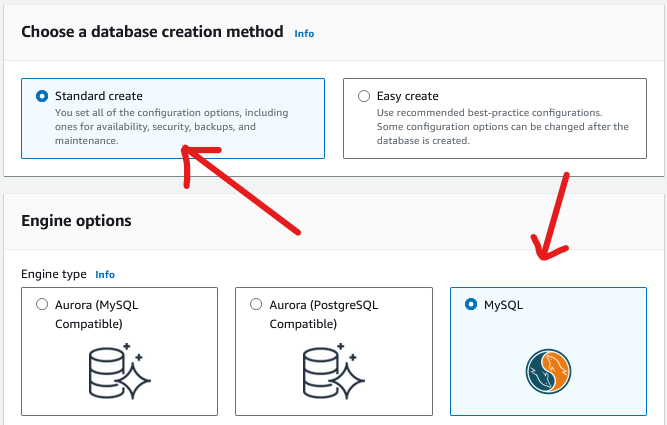 Choose a database creation method Info
Standard create
You set all of the configuration options, including
ones for availability, security, backups, and
maintenance.
Easy create
Use recommended best-practice configurations.
Some configuration options can be changed after the
database is created.
Engine options
Engine type Info
Aurora (MySQL
Compatible)
Aurora (PostgreSQL
Compatible)
MySQL